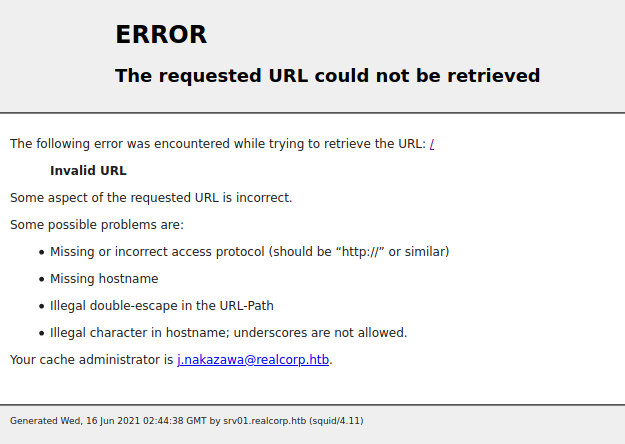 ERROR
The requested URL could not be retrieved
The following error was encountered while trying to retrieve the URL: /
Invalid URL
Some aspect of the requested URL is incorrect.
Some possible problems are:
• Missing or incorrect access protocol (should be “http://” or similar)
• Missing hostname
• Illegal double-escape in the URL-Path
• Illegal character in hostname; underscores are not allowed.
Your cache administrator is j.nakazawa@realcorp.htb.
Generated Wed, 16 Jun 2021 02:44:38 GMT by srv01.realcorp.htb (squid/4.11)